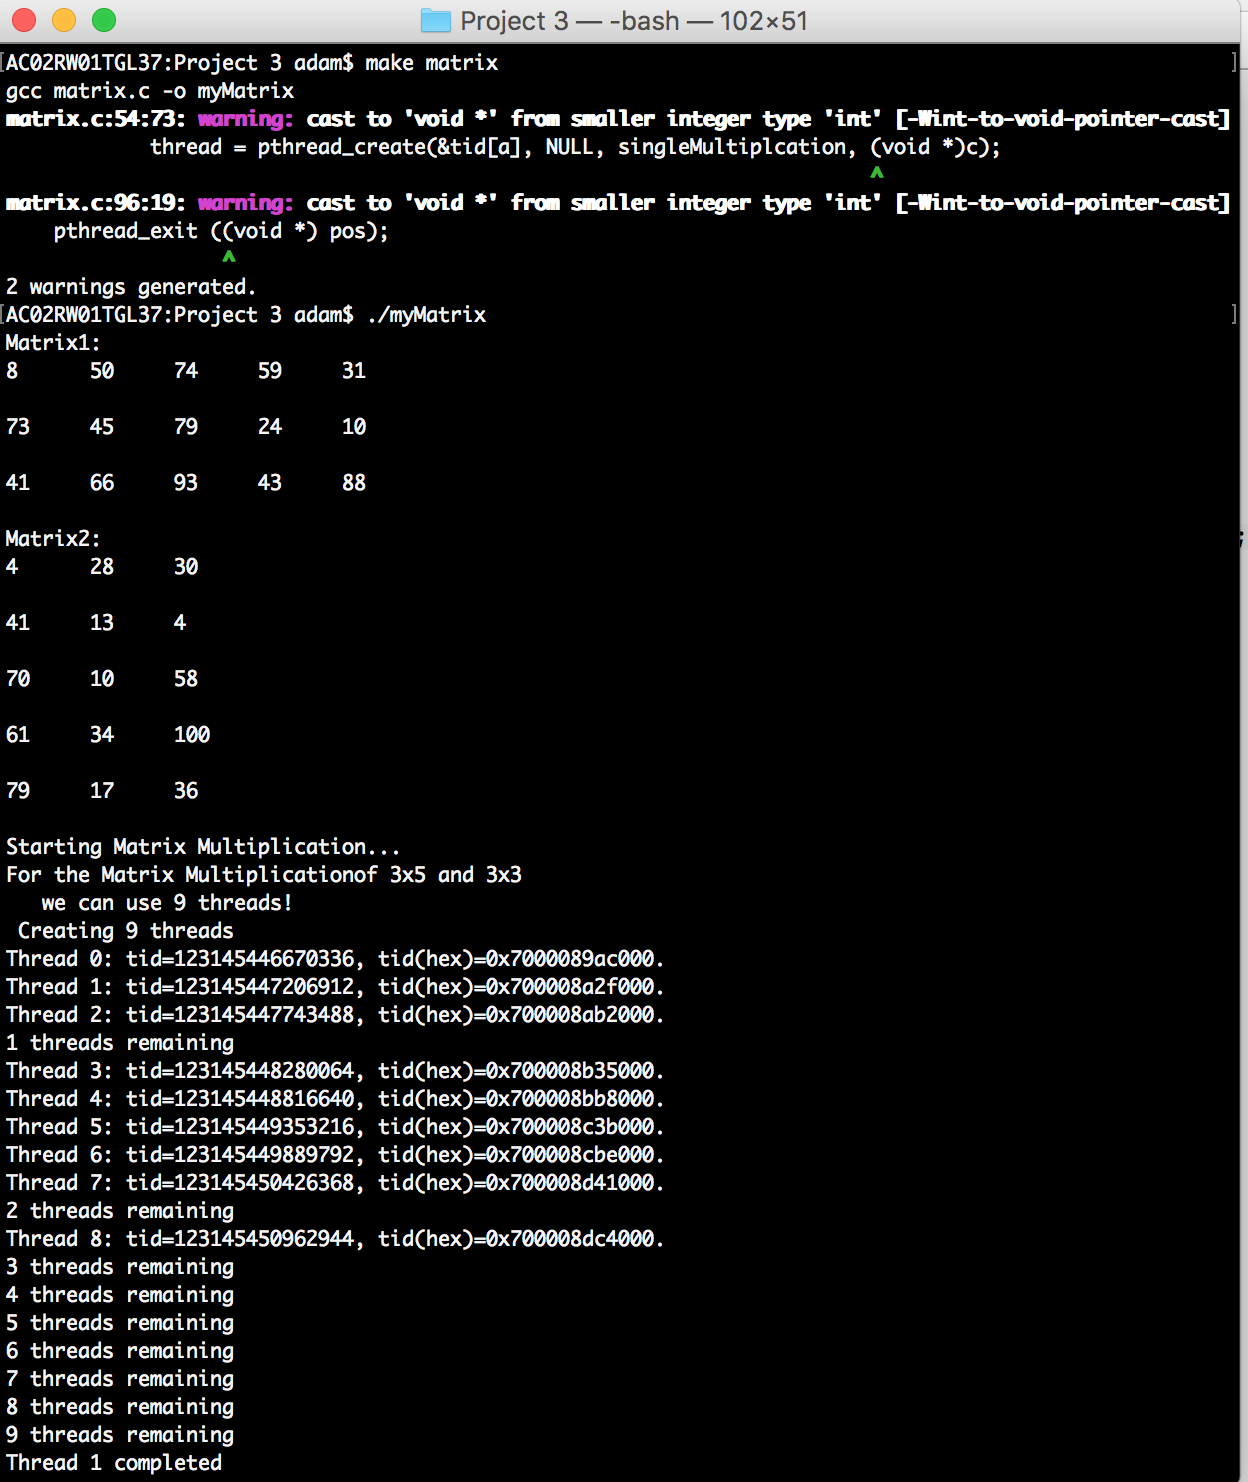 Project 3 — -bash — 102×51
[AC02RW01TGL37:Project 3 adam$ make matrix ]
gcc matrix.c -o myMatrix
matrix.c:54:73: warning: cast to 'void *' from smaller integer type 'int' [-Wint-to-void-pointer-cast]
            thread = pthread_create(&tid[a], NULL, singleMultiplcation, (void *)c);
                                                                        ^
matrix.c:96:19: warning: cast to 'void *' from smaller integer type 'int' [-Wint-to-void-pointer-cast]
    pthread_exit ((void *) pos);
                  ^
2 warnings generated.
[AC02RW01TGL37:Project 3 adam$ ./myMatrix ]
Matrix1:
8      50     74     59     31
73     45     79     24     10
41     66     93     43     88
Matrix2:
4      28     30
41     13     4
70     10     58
61     34     100
79     17     36
Starting Matrix Multiplication...
For the Matrix Multiplicationof 3x5 and 3x3
   we can use 9 threads!
 Creating 9 threads
Thread 0: tid=123145446670336, tid(hex)=0x7000089ac000.
Thread 1: tid=123145447206912, tid(hex)=0x700008a2f000.
Thread 2: tid=123145447743488, tid(hex)=0x700008ab2000.
1 threads remaining
Thread 3: tid=123145448280064, tid(hex)=0x700008b35000.
Thread 4: tid=123145448816640, tid(hex)=0x700008bb8000.
Thread 5: tid=123145449353216, tid(hex)=0x700008c3b000.
Thread 6: tid=123145449889792, tid(hex)=0x700008cbe000.
Thread 7: tid=123145450426368, tid(hex)=0x700008d41000.
2 threads remaining
Thread 8: tid=123145450962944, tid(hex)=0x700008dc4000.
3 threads remaining
4 threads remaining
5 threads remaining
6 threads remaining
7 threads remaining
8 threads remaining
9 threads remaining
Thread 1 completed